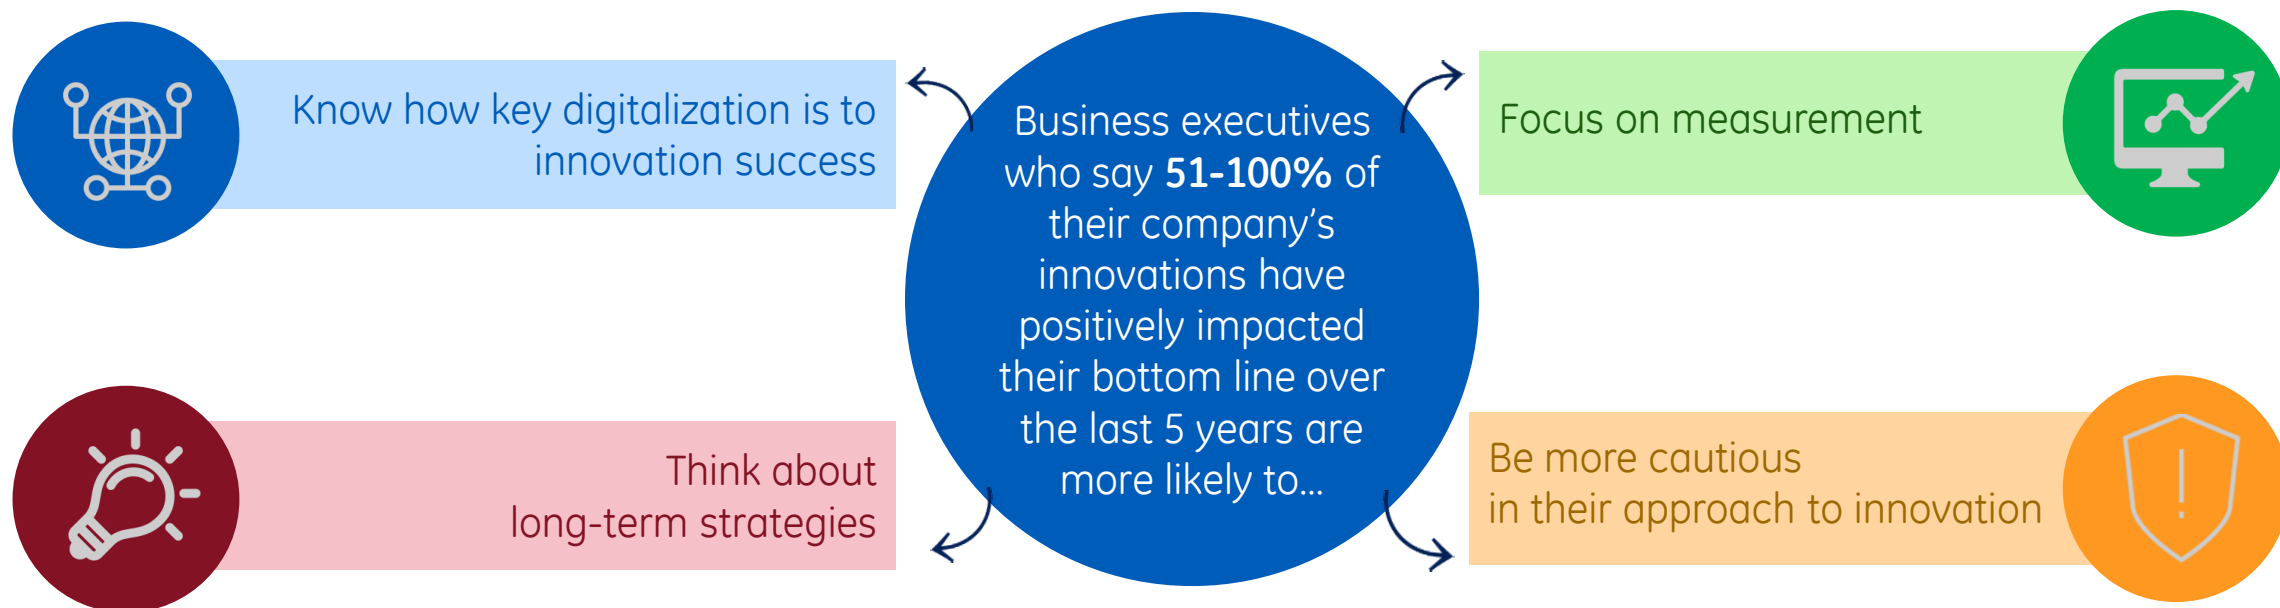 Know how key digitalization is to
innovation success
Think about
long-term strategies
Business executives
who say 51-100% of
their company’s
innovations have
positively impacted
their bottom line over
the last 5 years are
more likely to...
Focus on measurement
Be more cautious
in their approach to innovation